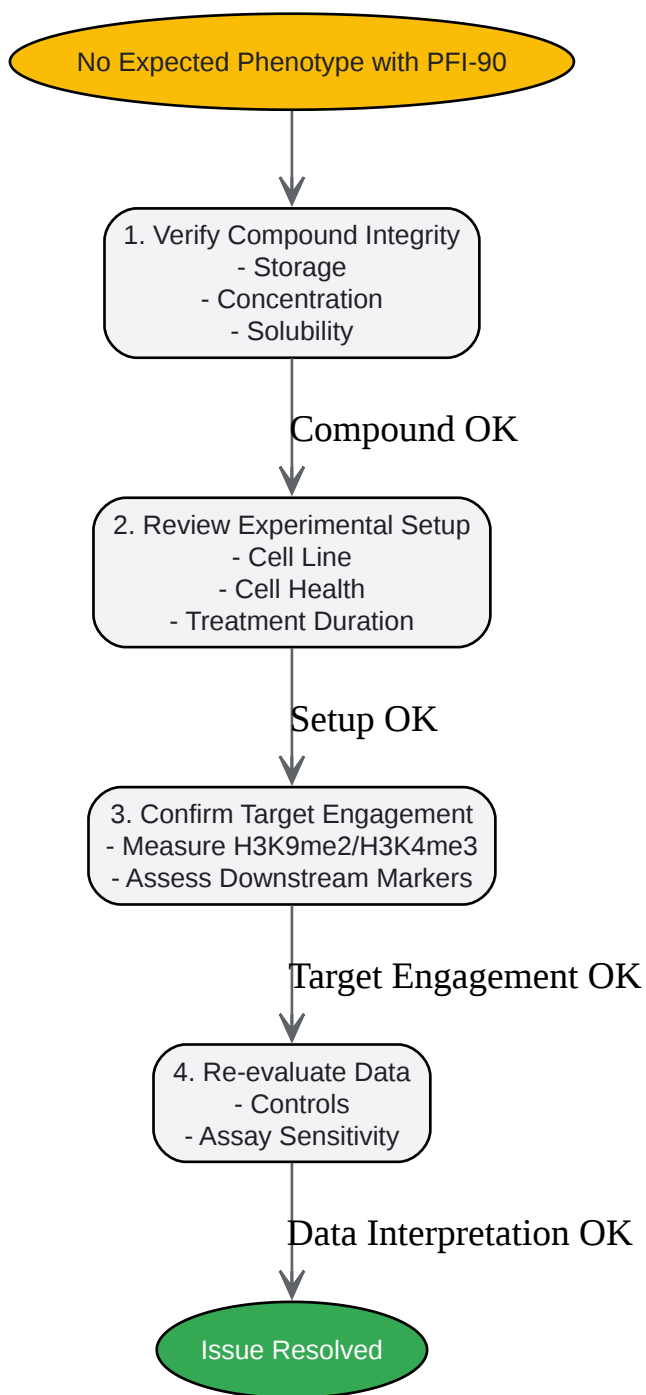 No Expected Phenotype with PFI-90
1. Verify Compound Integrity
- Storage
- Concentration
- Solubility
Compound OK
2. Review Experimental Setup
- Cell Line
- Cell Health
- Treatment Duration
Setup OK
3. Confirm Target Engagement
- Measure H3K9me2/H3K4me3
- Assess Downstream Markers
Target Engagement OK
4. Re-evaluate Data
- Controls
- Assay Sensitivity
Data Interpretation OK
Issue Resolved